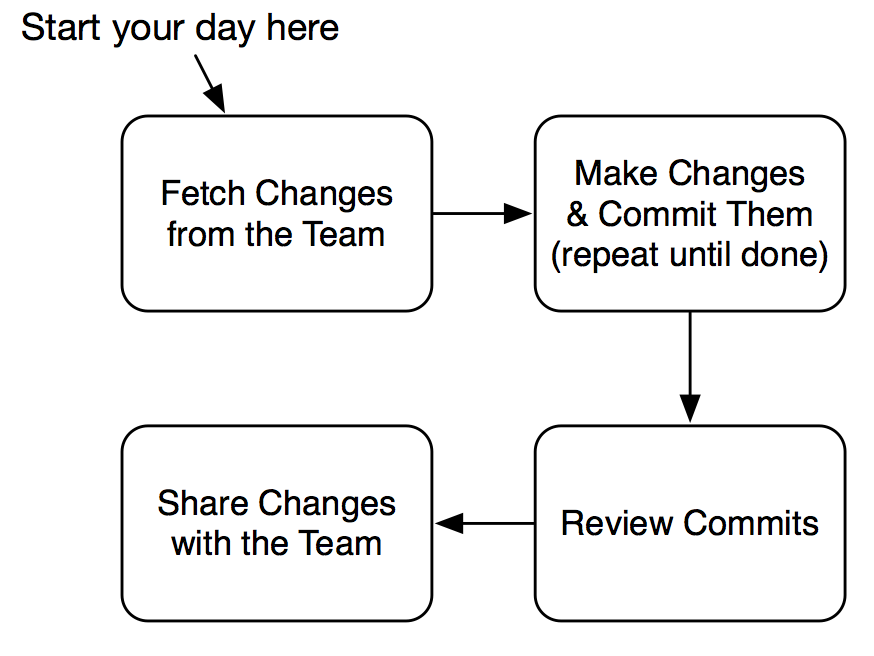 Start your day here
Fetch Changes
from the Team
Make Changes
& Commit Them
(repeat until done)
Review Commits
Share Changes
with the Team